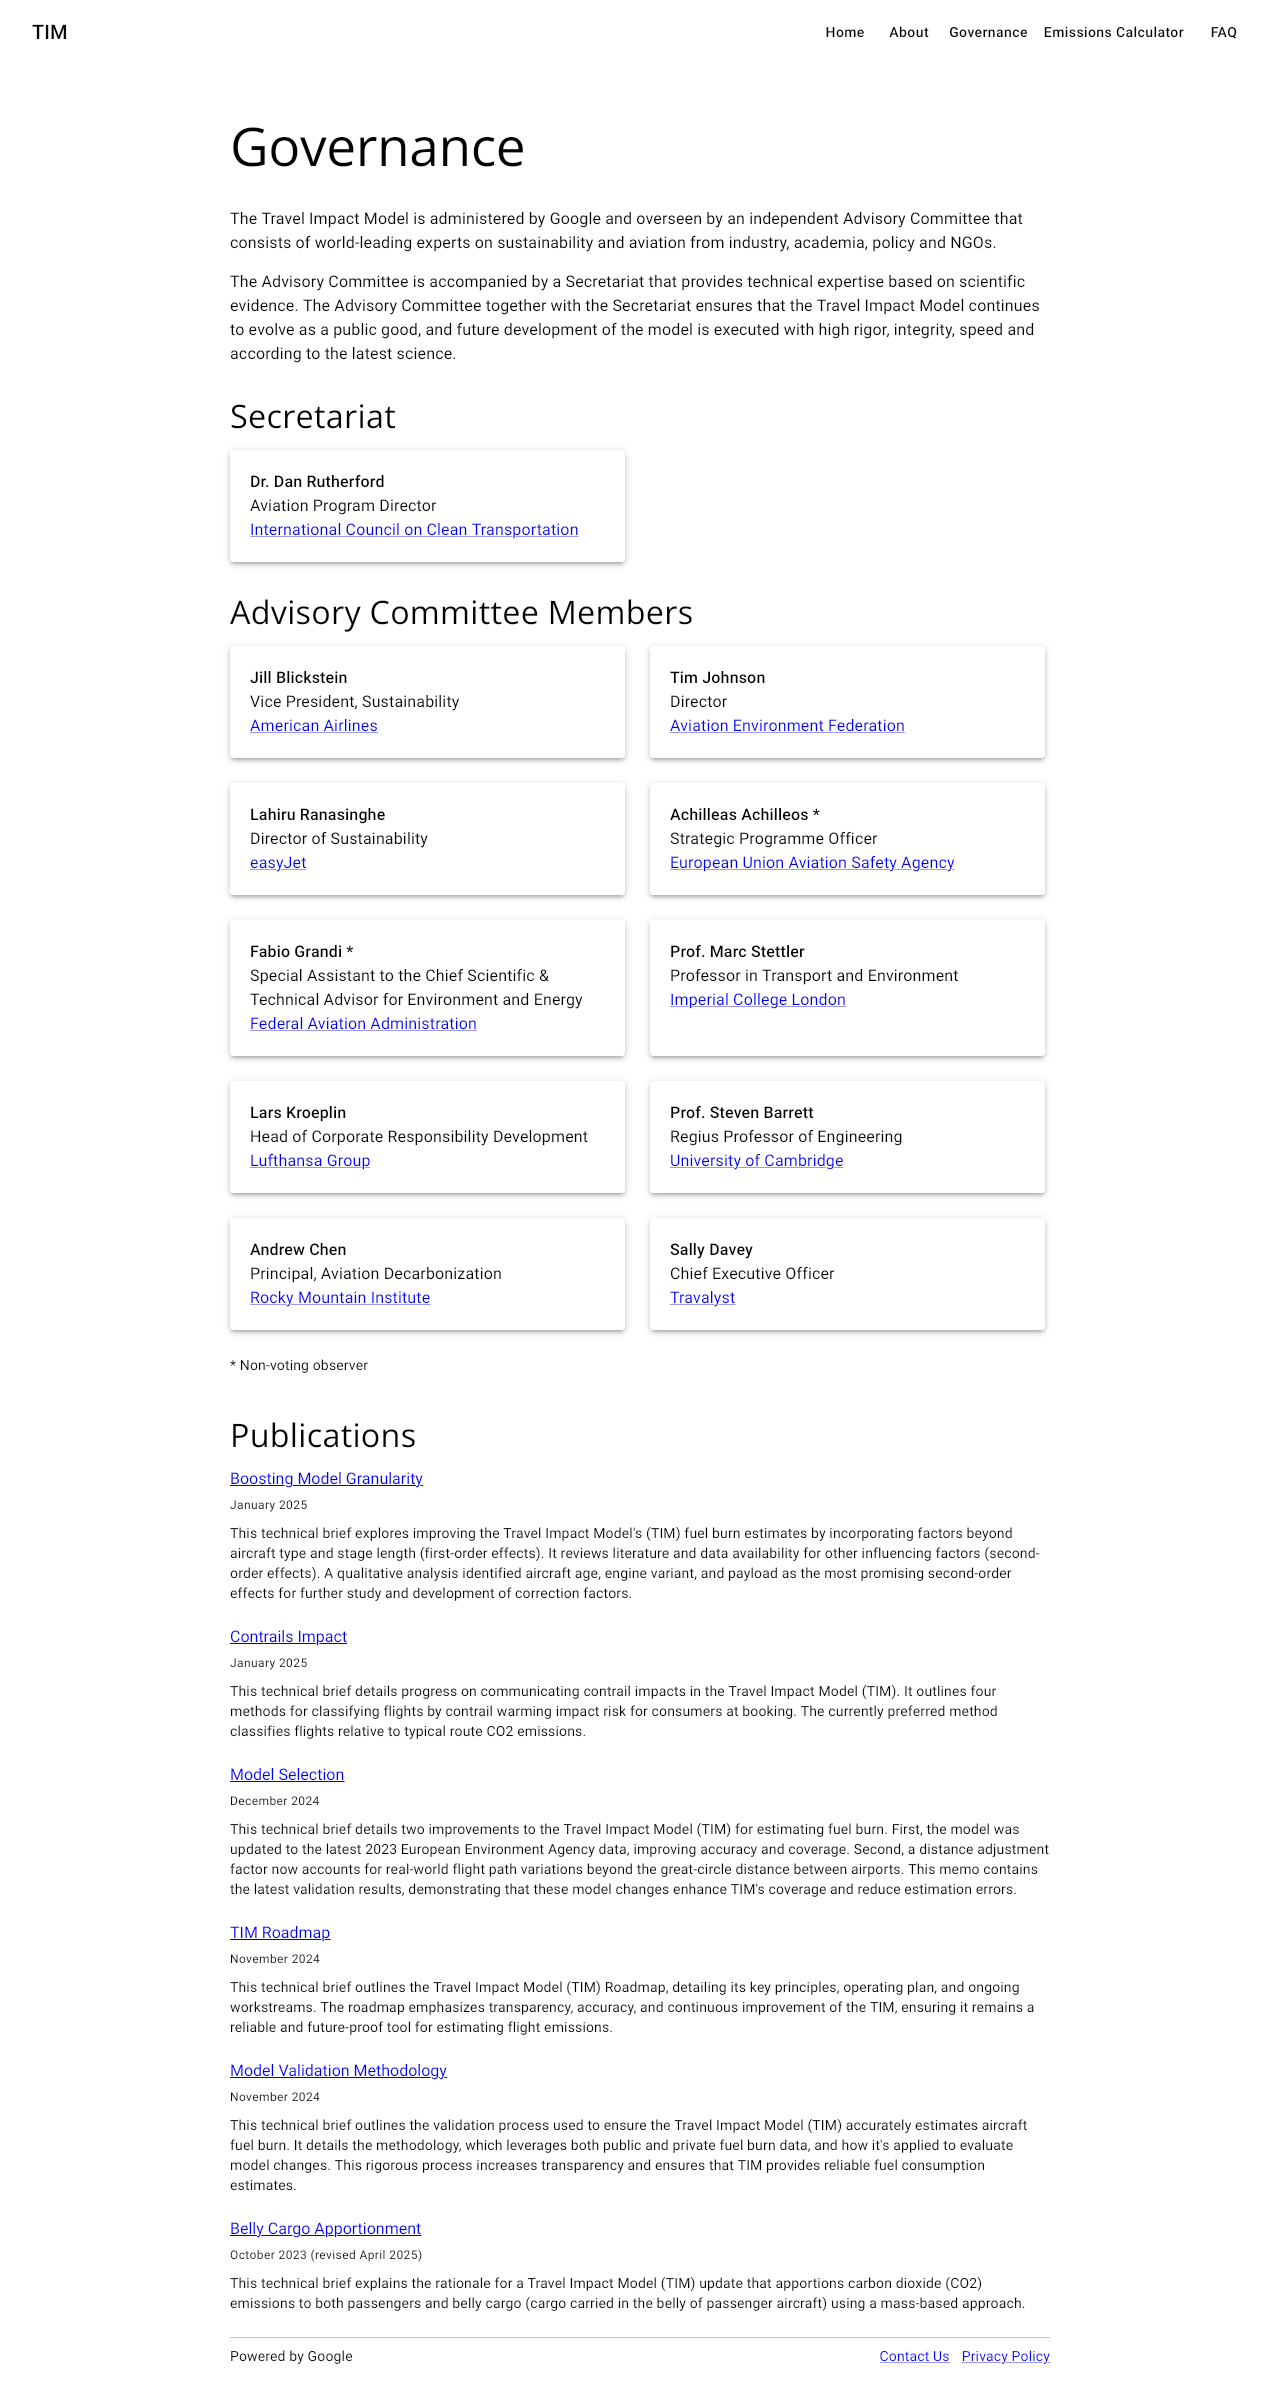 TIM
Home About Governance Emissions Calculator FAQ
Governance
The Travel Impact Model is administered by Google and overseen by an independent Advisory Committee that
consists of world-leading experts on sustainability and aviation from industry, academia, policy and NGOs.
The Advisory Committee is accompanied by a Secretariat that provides technical expertise based on scientific
evidence. The Advisory Committee together with the Secretariat ensures that the Travel Impact Model continues
to evolve as a public good, and future development of the model is executed with high rigor, integrity, speed and
according to the latest science.
Secretariat
Dr. Dan Rutherford
Aviation Program Director
International Council on Clean Transportation
Advisory Committee Members
Jill Blickstein
Vice President, Sustainability
American Airlines
Tim Johnson
Director
Aviation Environment Federation
Lahiru Ranasinghe
Director of Sustainability
easyJet
Achilleas Achilleos *
Strategic Programme Officer
European Union Aviation Safety Agency
Fabio Grandi *
Special Assistant to the Chief Scientific &
Technical Advisor for Environment and Energy
Federal Aviation Administration
Prof. Marc Stettler
Professor in Transport and Environment
Imperial College London
Lars Kroeplin
Head of Corporate Responsibility Development
Lufthansa Group
Prof. Steven Barrett
Regius Professor of Engineering
University of Cambridge
Andrew Chen
Principal, Aviation Decarbonization
Rocky Mountain Institute
Sally Davey
Chief Executive Officer
Travalyst
* Non-voting observer
Publications
Boosting Model Granularity
January 2025
This technical brief explores improving the Travel Impact Model's (TIM) fuel burn estimates by incorporating factors beyond
aircraft type and stage length (first-order effects). It reviews literature and data availability for other influencing factors (second-
order effects). A qualitative analysis identified aircraft age, engine variant, and payload as the most promising second-order
effects for further study and development of correction factors.
Contrails Impact
January 2025
This technical brief details progress on communicating contrail impacts in the Travel Impact Model (TIM). It outlines four
methods for classifying flights by contrail warming impact risk for consumers at booking. The currently preferred method
classifies flights relative to typical route CO2 emissions.
Model Selection
December 2024
This technical brief details two improvements to the Travel Impact Model (TIM) for estimating fuel burn. First, the model was
updated to the latest 2023 European Environment Agency data, improving accuracy and coverage. Second, a distance adjustment
factor now accounts for real-world flight path variations beyond the great-circle distance between airports. This memo contains
the latest validation results, demonstrating that these model changes enhance TIM's coverage and reduce estimation errors.
TIM Roadmap
November 2024
This technical brief outlines the Travel Impact Model (TIM) Roadmap, detailing its key principles, operating plan, and ongoing
workstreams. The roadmap emphasizes transparency, accuracy, and continuous improvement of the TIM, ensuring it remains a
reliable and future-proof tool for estimating flight emissions.
Model Validation Methodology
November 2024
This technical brief outlines the validation process used to ensure the Travel Impact Model (TIM) accurately estimates aircraft
fuel burn. It details the methodology, which leverages both public and private fuel burn data, and how it's applied to evaluate
model changes. This rigorous process increases transparency and ensures that TIM provides reliable fuel consumption
estimates.
Belly Cargo Apportionment
October 2023 (revised April 2025)
This technical brief explains the rationale for a Travel Impact Model (TIM) update that apportions carbon dioxide (CO2)
emissions to both passengers and belly cargo (cargo carried in the belly of passenger aircraft) using a mass-based approach.
Powered by Google
Contact Us Privacy Policy